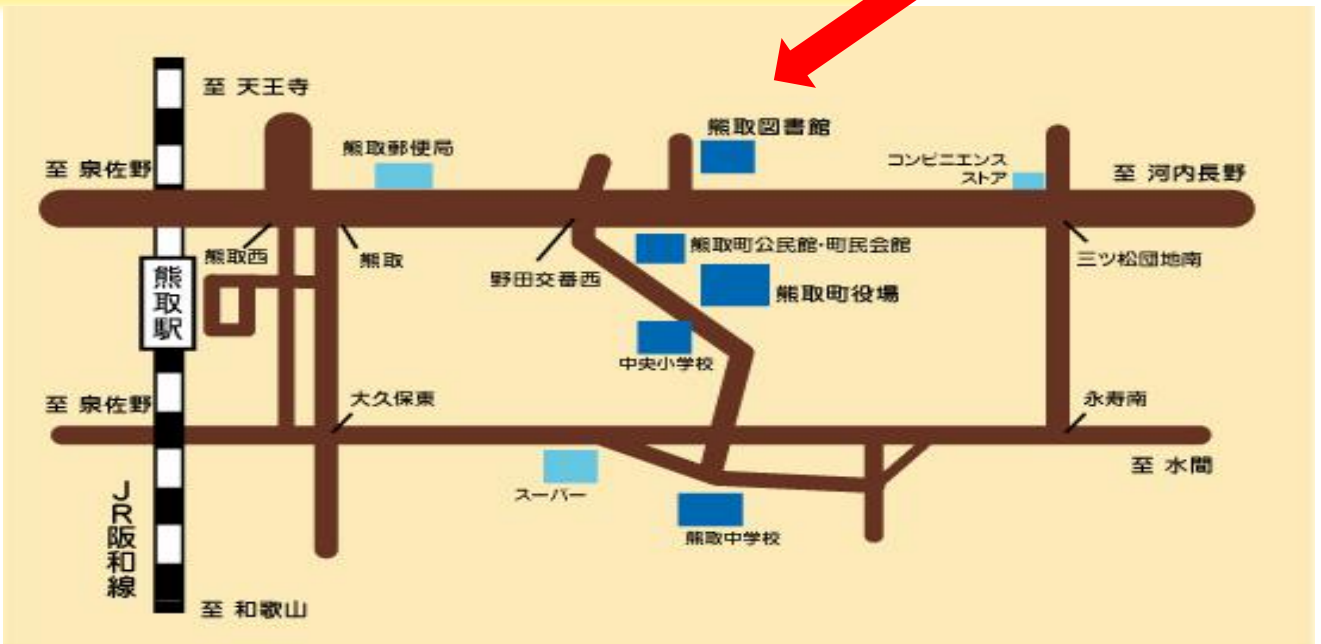 至 天王寺
熊取図書館
熊取郵便局
コンビニエンス
ストア
至 泉佐野
至 河内長野
熊取西
熊取
野田交番西
熊取町公民館・町民会館
三ツ松団地南
熊取駅
熊取町役場
中央小学校
至 泉佐野
大久保東
永寿南
至 水間
スーパー
JR阪和線
熊取中学校
至 和歌山